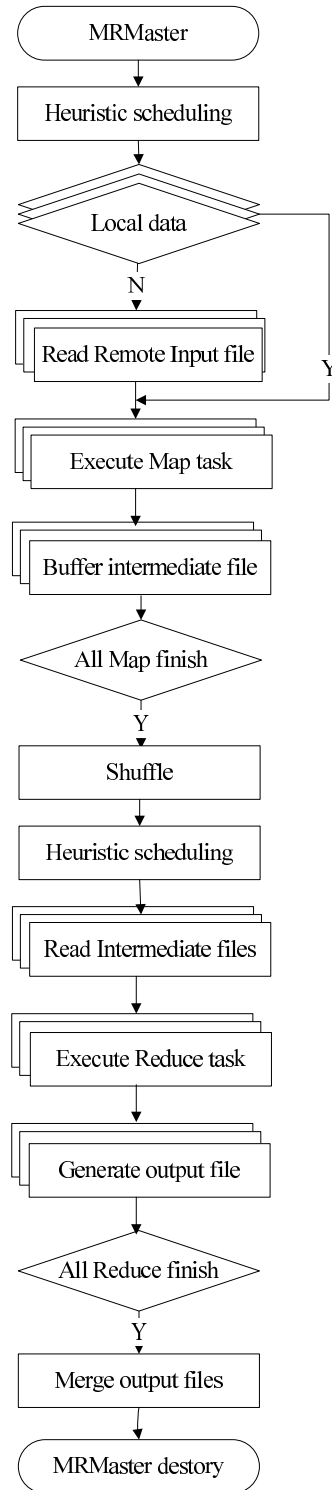 MRMaster
Heuristic scheduling
Local data
N
Read Remote Input file
Y
Execute Map task
Buffer intermediate file
All Map finish
Y
Shuffle
Heuristic scheduling
Read Intermediate files
Execute Reduce task
Generate output file
All Reduce finish
Y
Merge output files
MRMaster destory